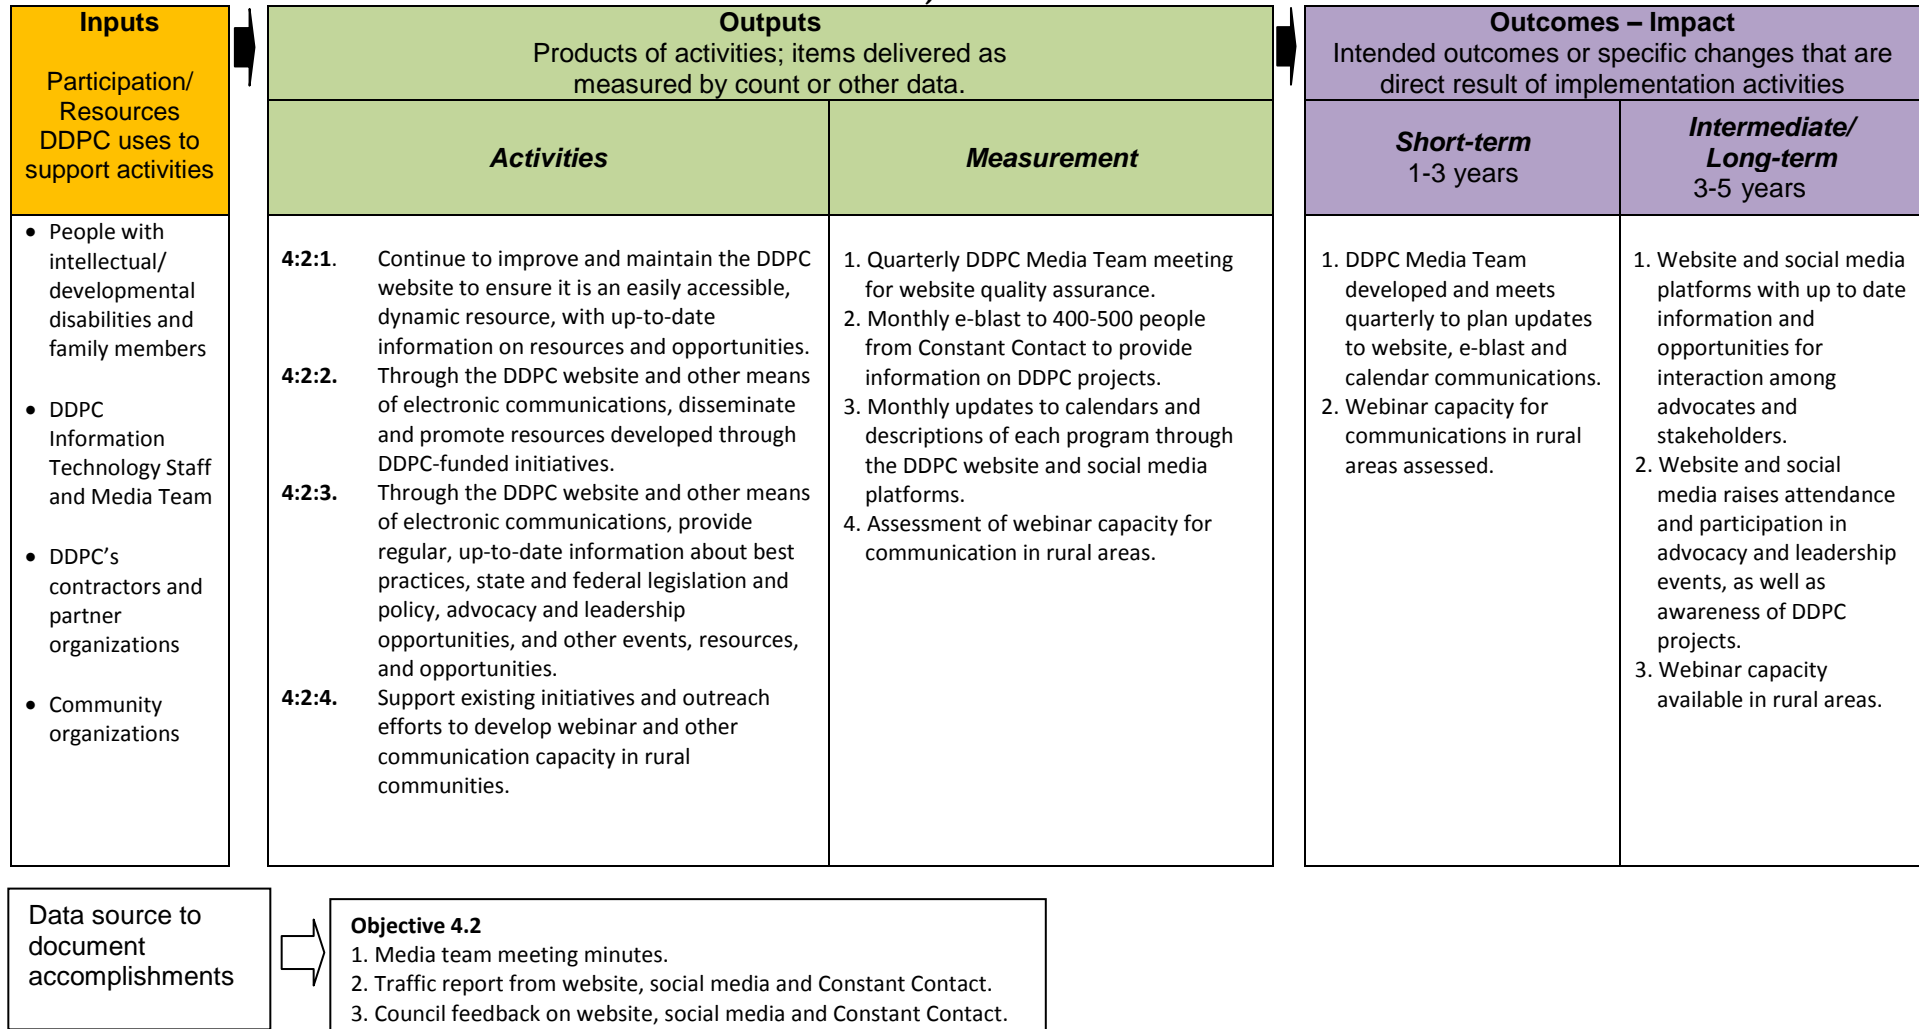 Inputs
Participation/
Resources
DDPC uses to
support activities
Outputs
Products of activities; items delivered as
measured by count or other data.
Outcomes – Impact
Intended outcomes or specific changes that are
direct result of implementation activities
Activities
Measurement
Short-term
1-3 years
Intermediate/
Long-term
3-5 years
• People with
intellectual/
developmental
disabilities and
family members
• DDPC
Information
Technology Staff
and Media Team
• DDPC's
contractors and
partner
organizations
• Community
organizations
4:2:1. Continue to improve and maintain the DDPC
website to ensure it is an easily accessible,
dynamic resource, with up-to-date
information on resources and opportunities.
4:2:2. Through the DDPC website and other means
of electronic communications, disseminate
and promote resources developed through
DDPC-funded initiatives.
4:2:3. Through the DDPC website and other means
of electronic communications, provide
regular, up-to-date information about best
practices, state and federal legislation and
policy, advocacy and leadership
opportunities, and other events, resources,
and opportunities.
4:2:4. Support existing initiatives and outreach
efforts to develop webinar and other
communication capacity in rural
communities.
1. Quarterly DDPC Media Team meeting
for website quality assurance.
2. Monthly e-blast to 400-500 people
from Constant Contact to provide
information on DDPC projects.
3. Monthly updates to calendars and
descriptions of each program through
the DDPC website and social media
platforms.
4. Assessment of webinar capacity for
communication in rural areas.
1. DDPC Media Team
developed and meets
quarterly to plan updates
to website, e-blast and
calendar communications.
2. Webinar capacity for
communications in rural
areas assessed.
1. Website and social media
platforms with up to date
information and
opportunities for
interaction among
advocates and
stakeholders.
2. Website and social
media raises attendance
and participation in
advocacy and leadership
events, as well as
awareness of DDPC
projects.
3. Webinar capacity
available in rural areas.
Data source to
document
accomplishments
Objective 4.2
1. Media team meeting minutes.
2. Traffic report from website, social media and Constant Contact.
3. Council feedback on website, social media and Constant Contact.